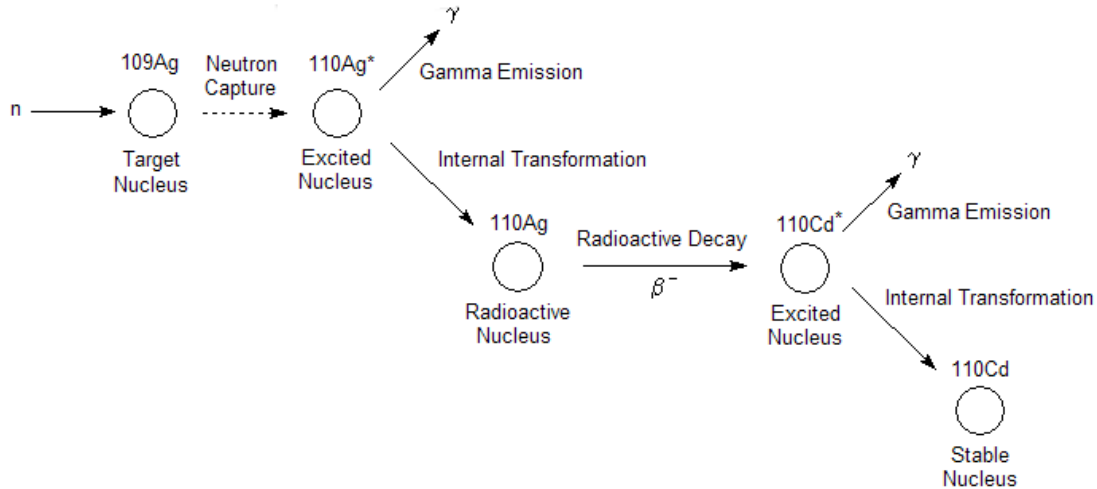 γ
109Ag
Neutron
Capture
110Ag*
Gamma Emission
n
Target
Nucleus
Excited
Nucleus
Internal Transformation
γ
110Ag
Radioactive Decay
110Cd*
Gamma Emission
β⁻
Radioactive
Nucleus
Excited
Nucleus
Internal Transformation
110Cd
Stable
Nucleus